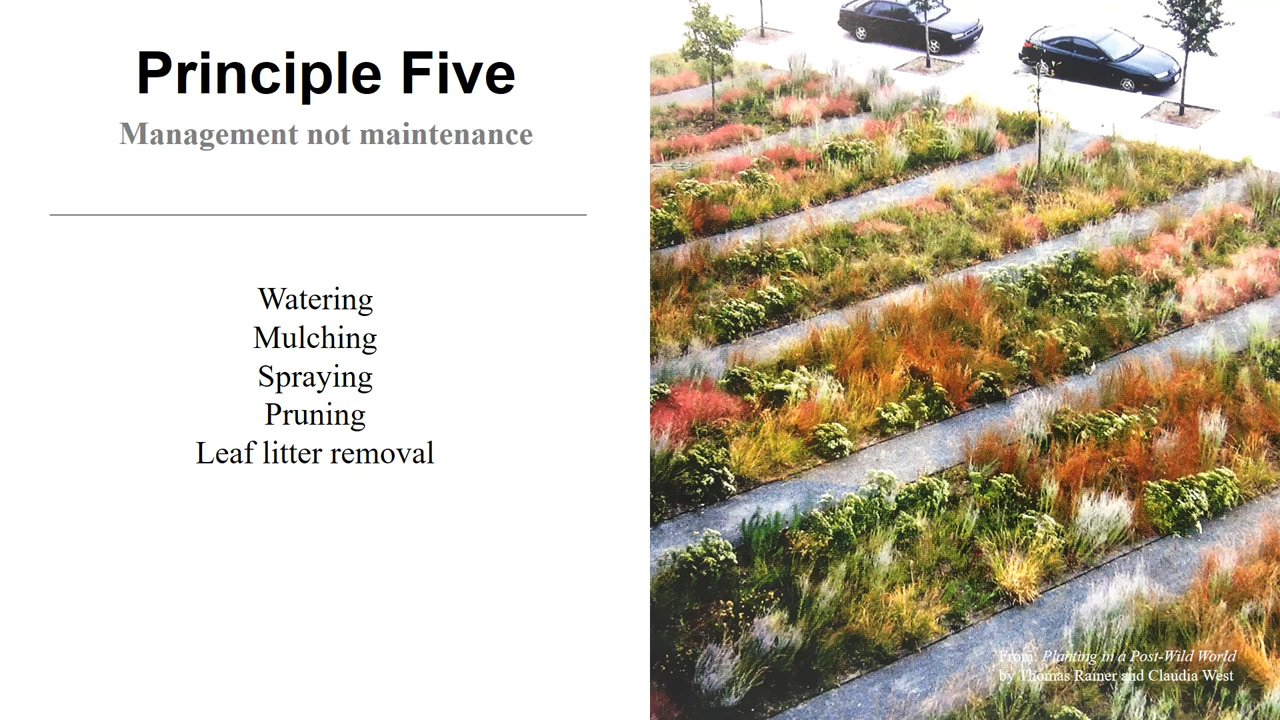 Principle Five
Management not maintenance
Watering
Mulching
Spraying
Pruning
Leaf litter removal
From: Planting in a Post-Wild World
by Thomas Rainer and Claudia West